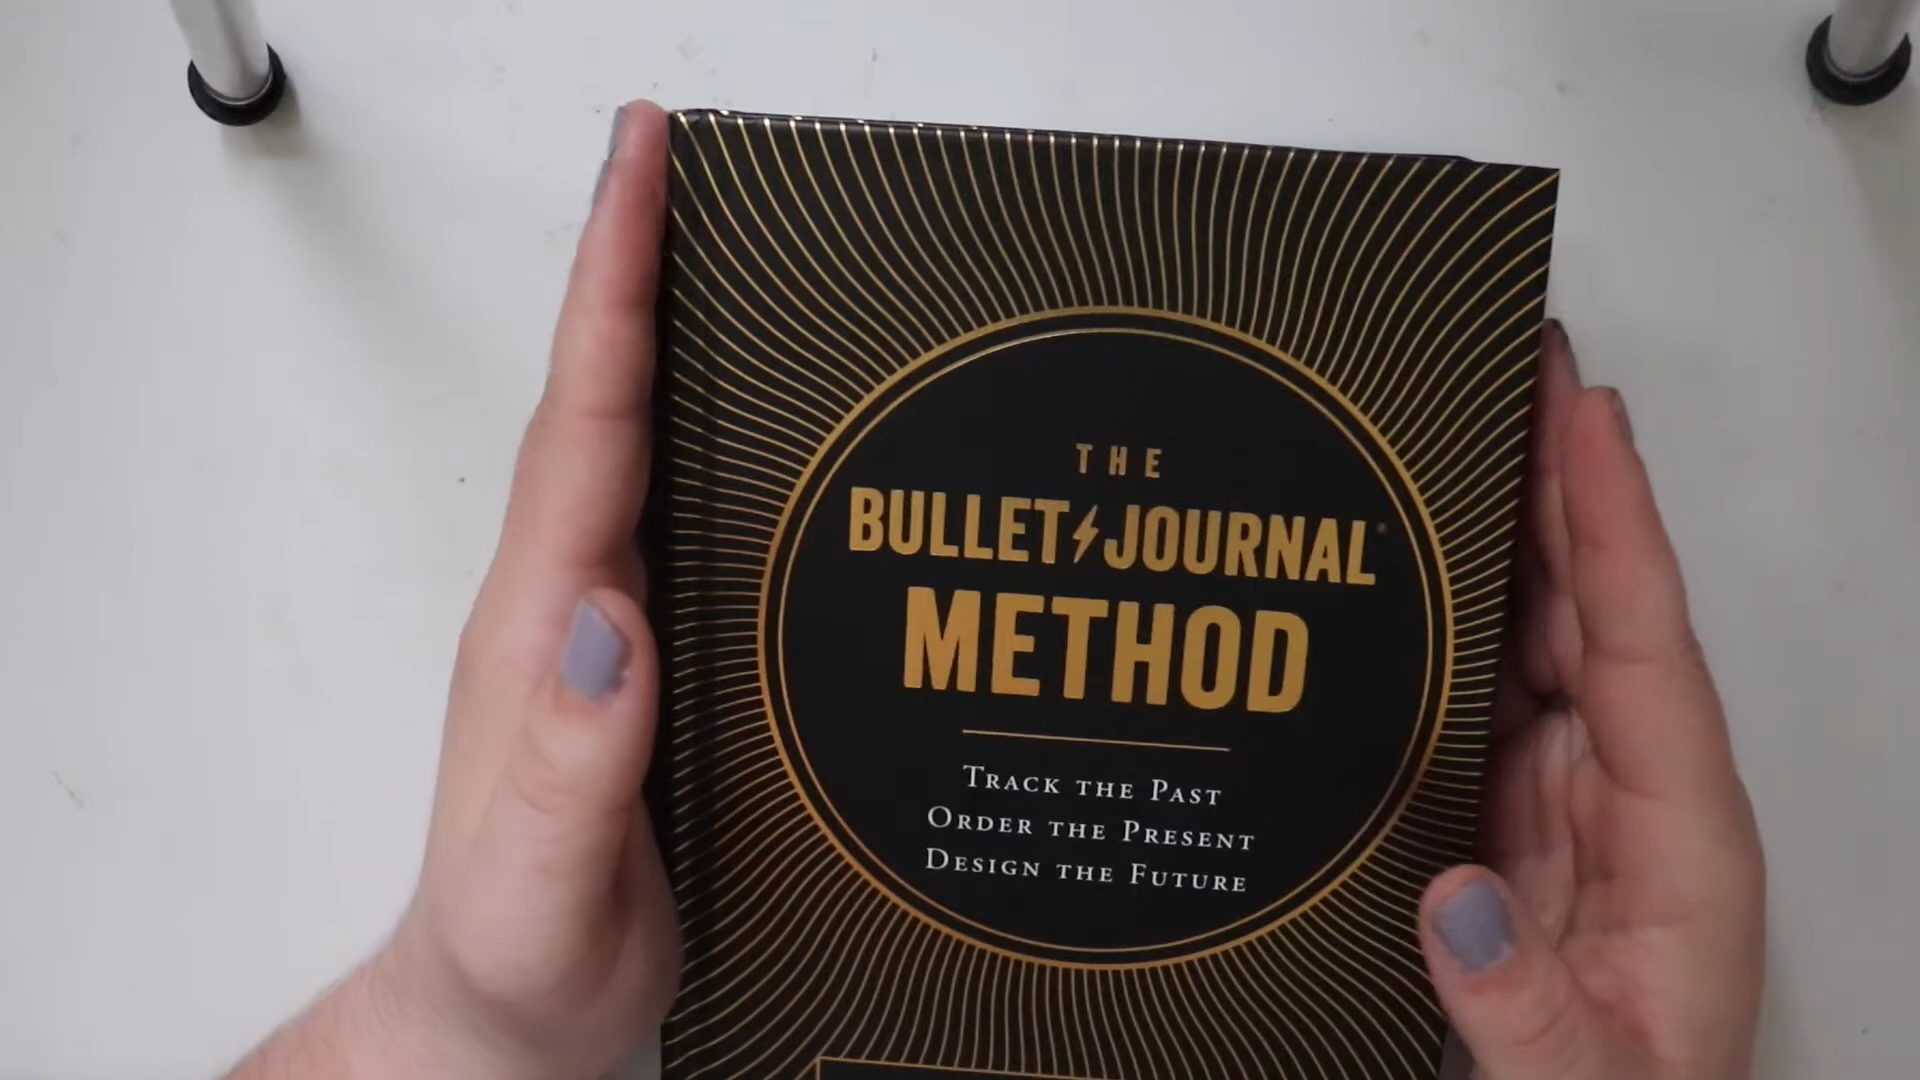 THE
BULLET JOURNAL®
METHOD
TRACK THE PAST
ORDER THE PRESENT
DESIGN THE FUTURE